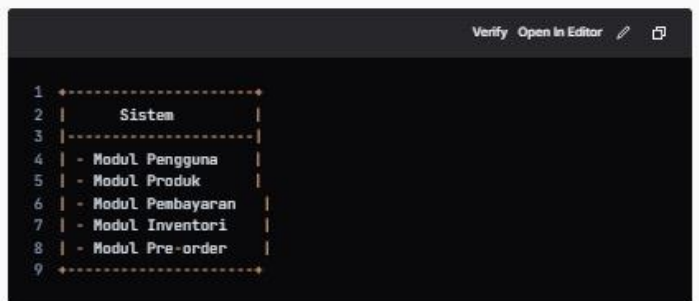 Verify Open In Editor
1 +----------------------+
2 |      Sistem         |
3 |----------------------|
4 | - Modul Pengguna    |
5 | - Modul Produk      |
6 | - Modul Pembayaran   |
7 | - Modul Inventori    |
8 | - Modul Pre-order    |
9 +----------------------+